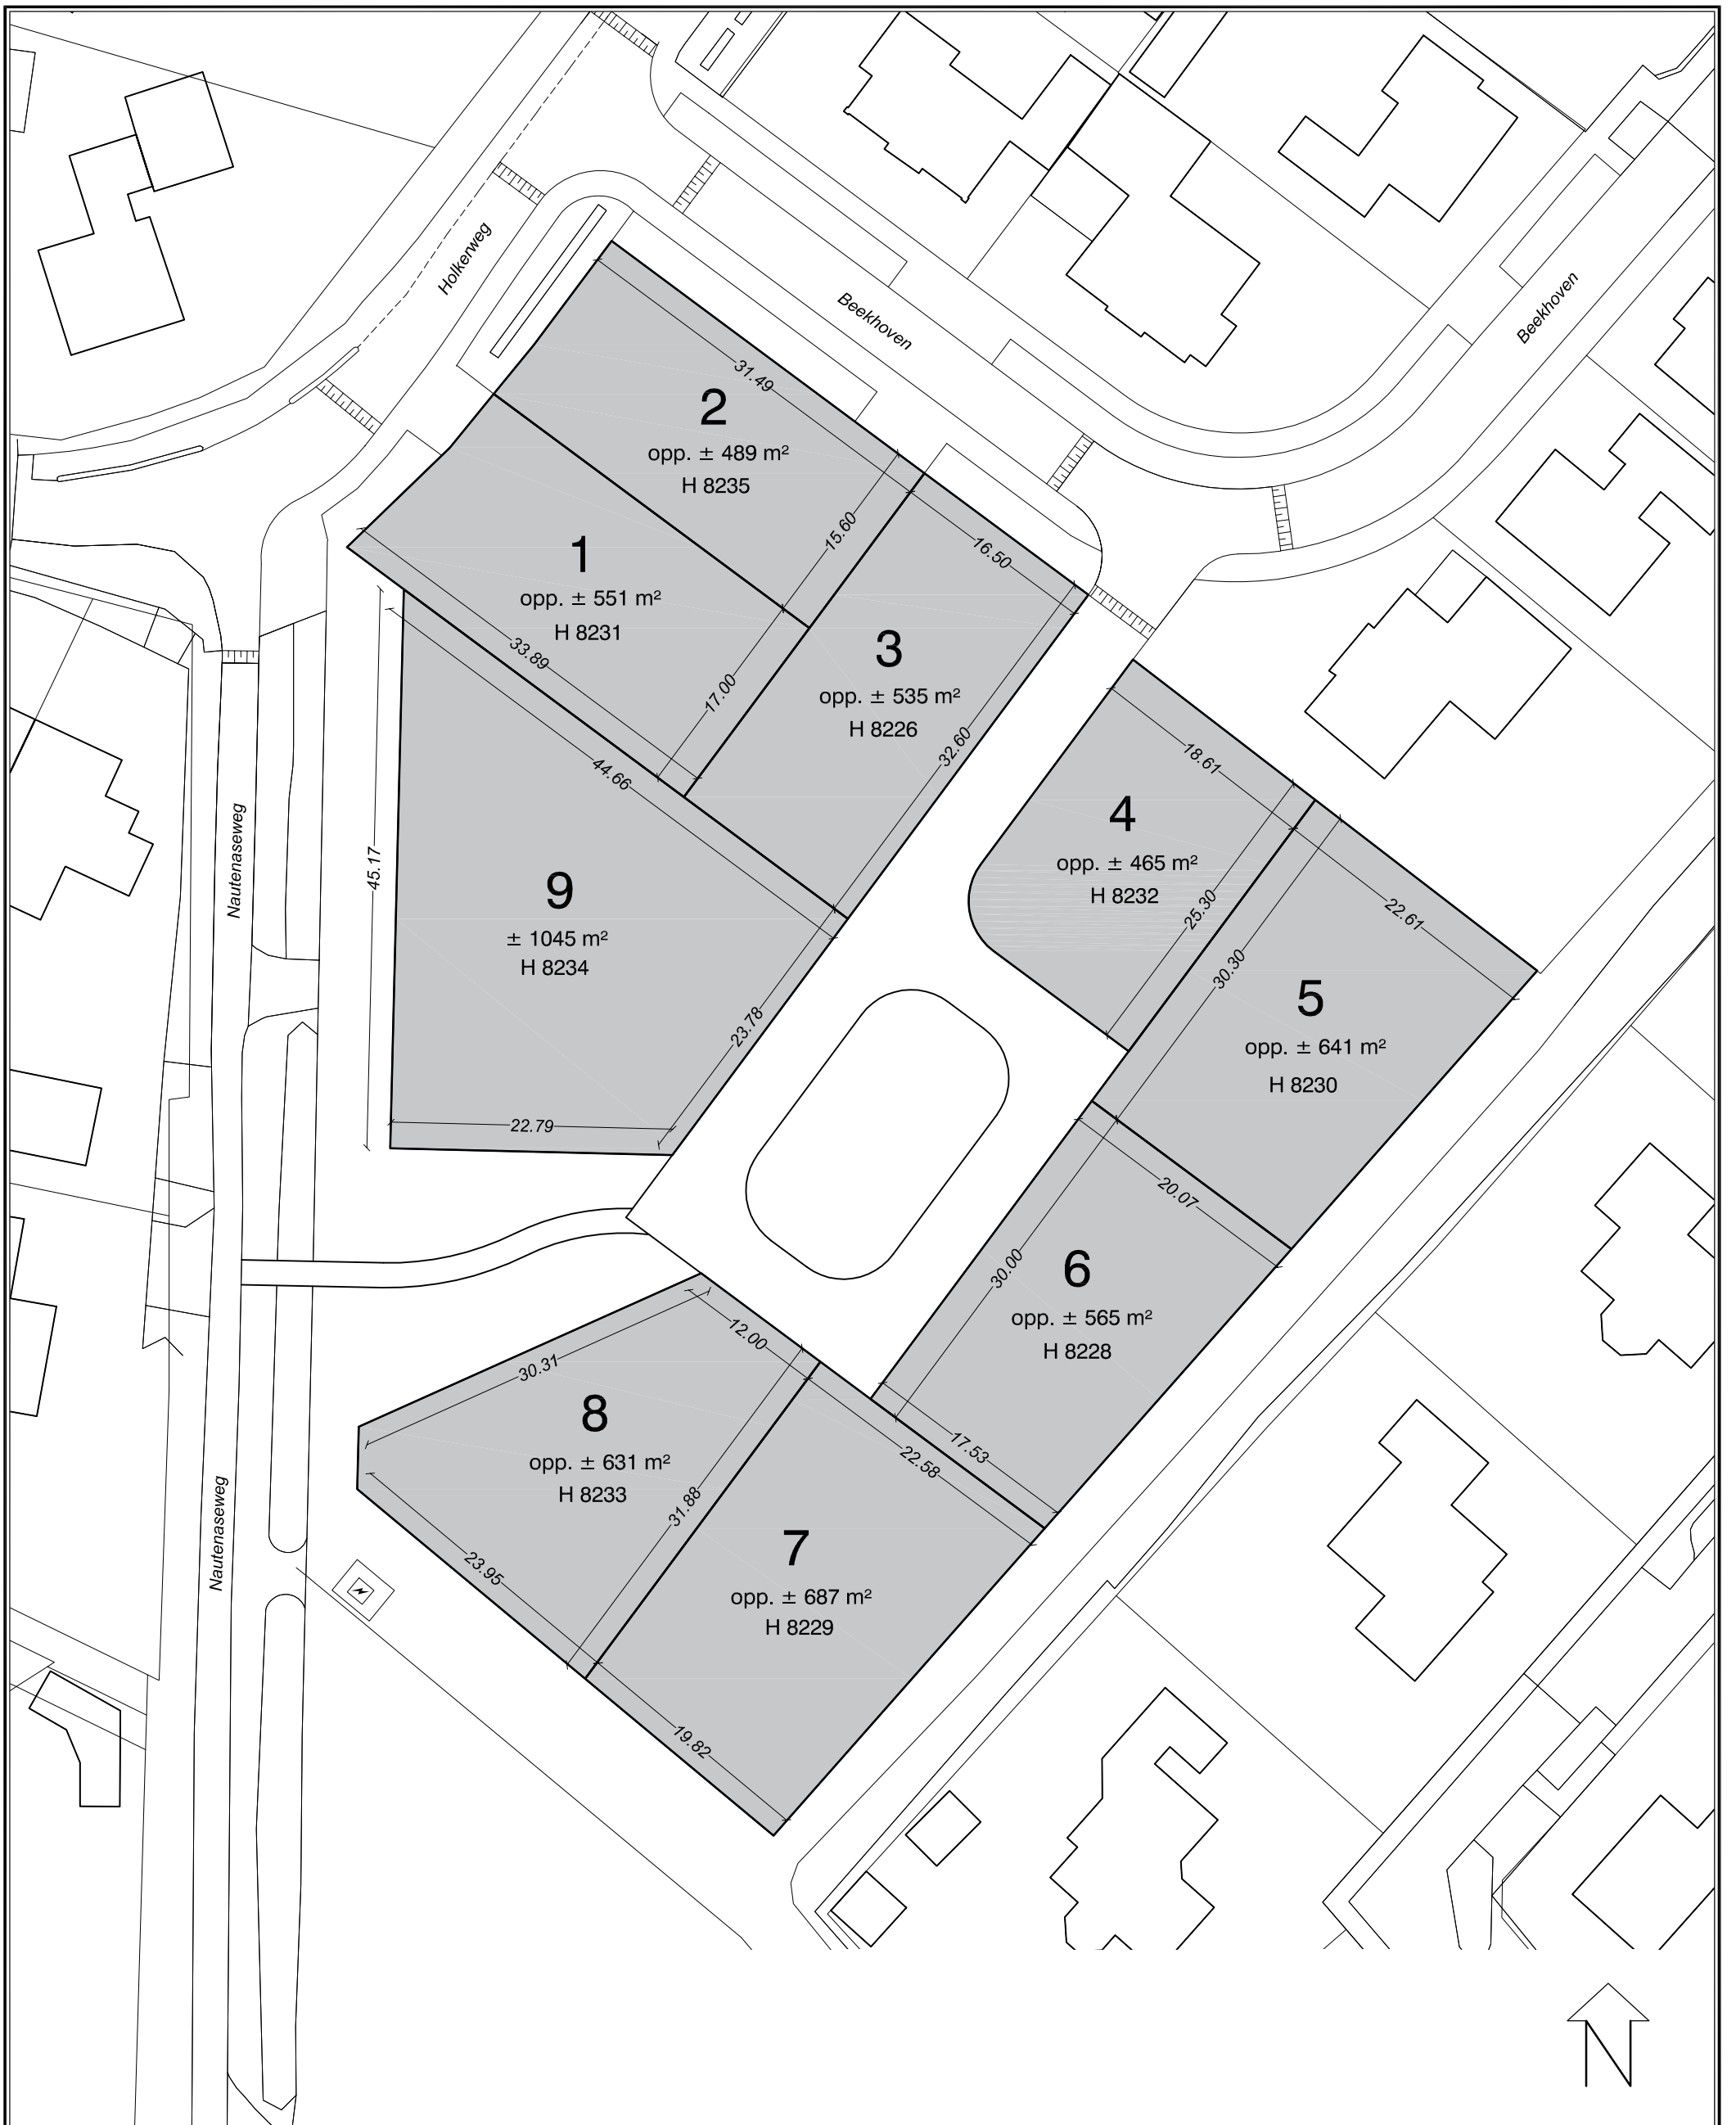 Holkerweg
Beekhoven
Beekhoven
31.49
2
opp. ± 489 m²
H 8235
15.60
16.50
1
opp. ± 551 m²
H 8231
33.89
17.00
3
opp. ± 535 m²
H 8226
32.60
44.66
45.17
9
± 1045 m²
H 8234
23.78
22.79
Nautenaseweg
18.61
4
opp. ± 465 m²
H 8232
25.30
22.61
30.30
5
opp. ± 641 m²
H 8230
20.07
30.00
6
opp. ± 565 m²
H 8228
17.53
12.00
30.31
8
opp. ± 631 m²
H 8233
31.88
22.58
23.95
7
opp. ± 687 m²
H 8229
19.82
Nautenaseweg
N